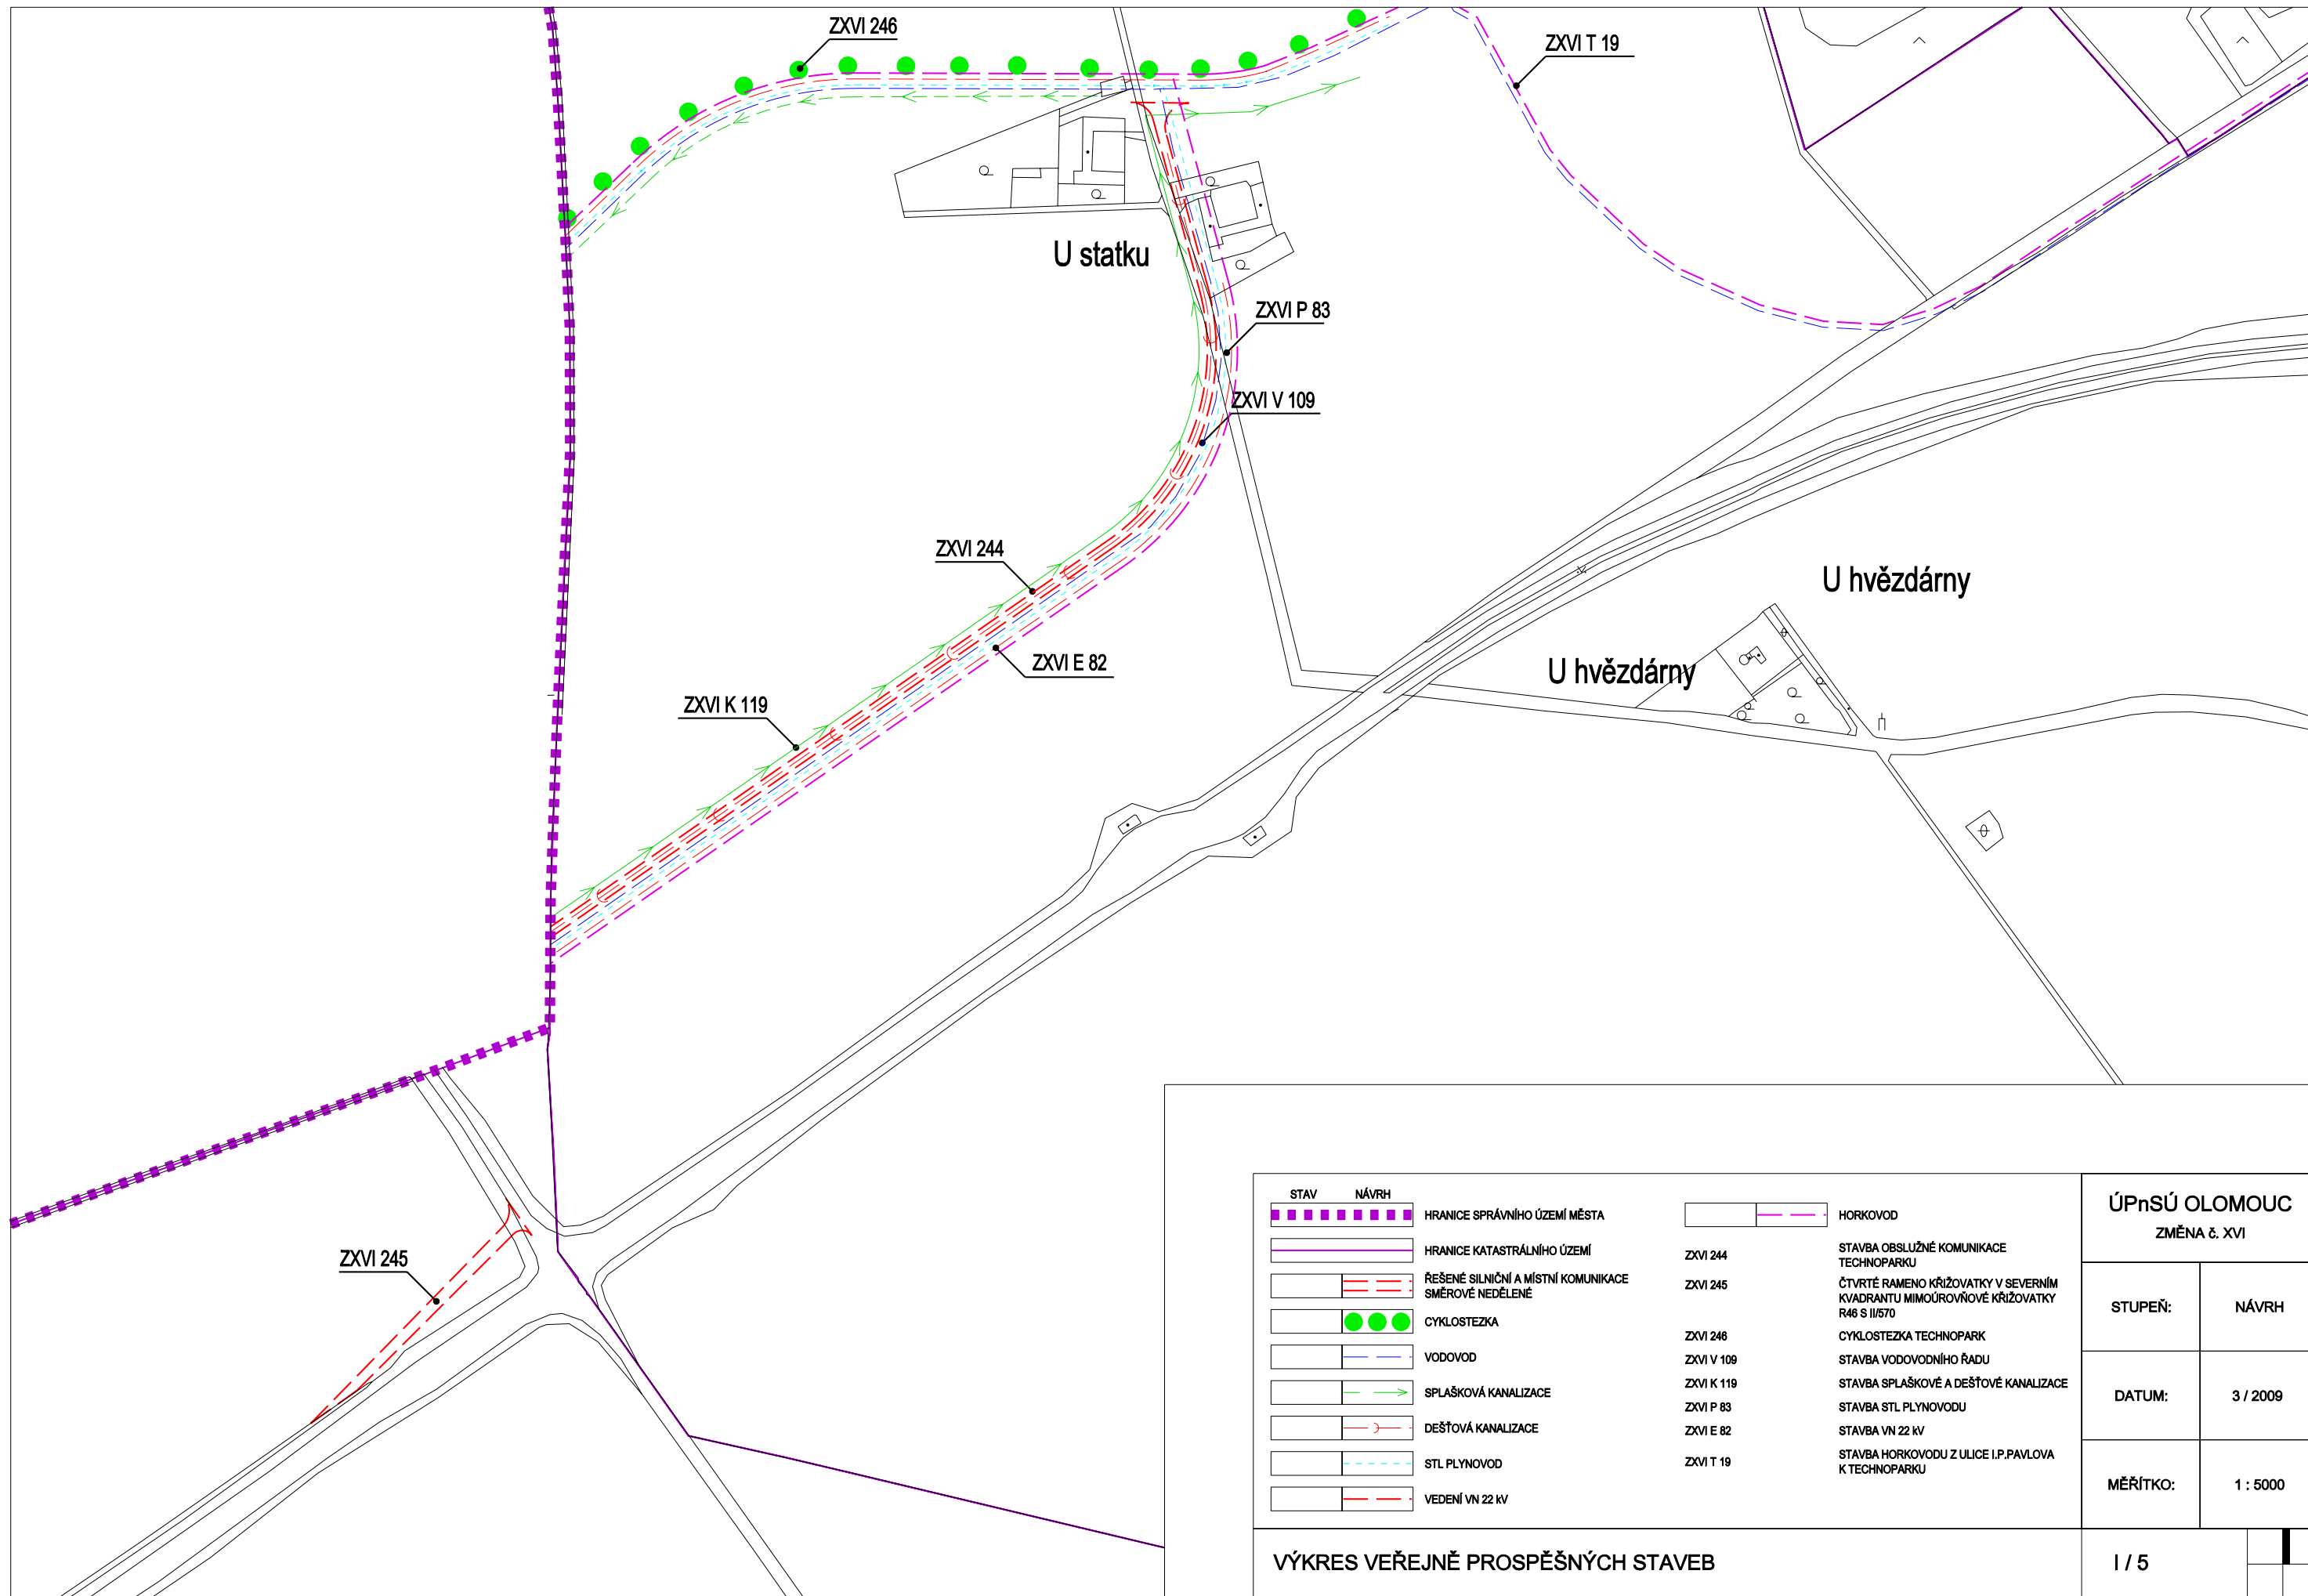 ZXVI 246
ZXVI T 19
U statku
ZXVI P 83
ZXVI V 109
ZXVI 244
U hvězdárny
ZXVI E 82
U hvězdárny
ZXVI K 119
ZXVI 245
STAV NÁVRH
HRANICE SPRÁVNÍHO ÚZEMÍ MĚSTA
HRANICE KATASTRÁLNÍHO ÚZEMÍ
ŘEŠENÉ SILNIČNÍ A MÍSTNÍ KOMUNIKACE
SMĚROVĚ NEDĚLENÉ
CYKLOSTEZKA
VODOVOD
SPLAŠKOVÁ KANALIZACE
DEŠŤOVÁ KANALIZACE
STL PLYNOVOD
VEDENÍ VN 22 kV
HORKOVOD
ZXVI 244 STAVBA OBSLUŽNÉ KOMUNIKACE
TECHNOPARKU
ZXVI 245 ČTVRTÉ RAMENO KŘIŽOVATKY V SEVERNÍM
KVADRANTU MIMOÚROVŇOVÉ KŘIŽOVATKY
R46 S II/570
ZXVI 246 CYKLOSTEZKA TECHNOPARK
ZXVI V 109 STAVBA VODOVODNÍHO ŘADU
ZXVI K 119 STAVBA SPLAŠKOVÉ A DEŠŤOVÉ KANALIZACE
ZXVI P 83 STAVBA STL PLYNOVODU
ZXVI E 82 STAVBA VN 22 kV
ZXVI T 19 STAVBA HORKOVODU Z ULICE I.P.PAVLOVA
K TECHNOPARKU
ÚPnSÚ OLOMOUC
ZMĚNA č. XVI
STUPEŇ: NÁVRH
DATUM: 3 / 2009
MĚŘÍTKO: 1 : 5000
VÝKRES VEŘEJNĚ PROSPĚŠNÝCH STAVEB
I / 5